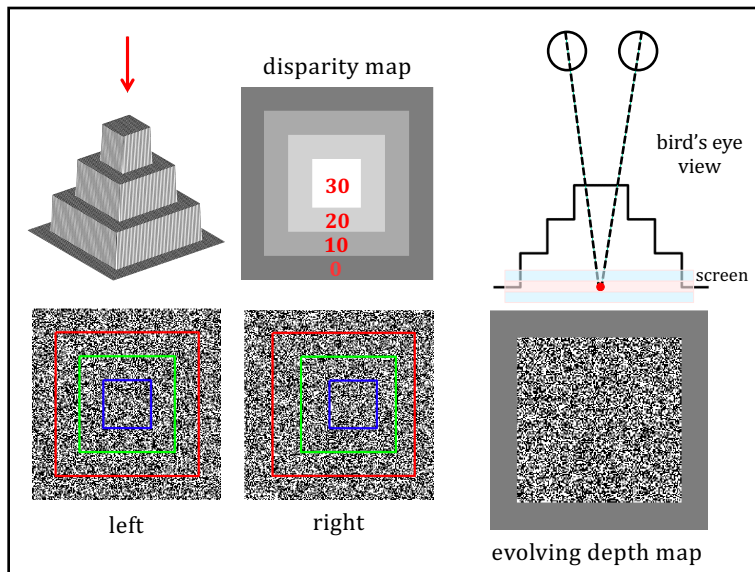 disparity map
30
20
10
0
bird’s eye
view
screen
left
right
evolving depth map